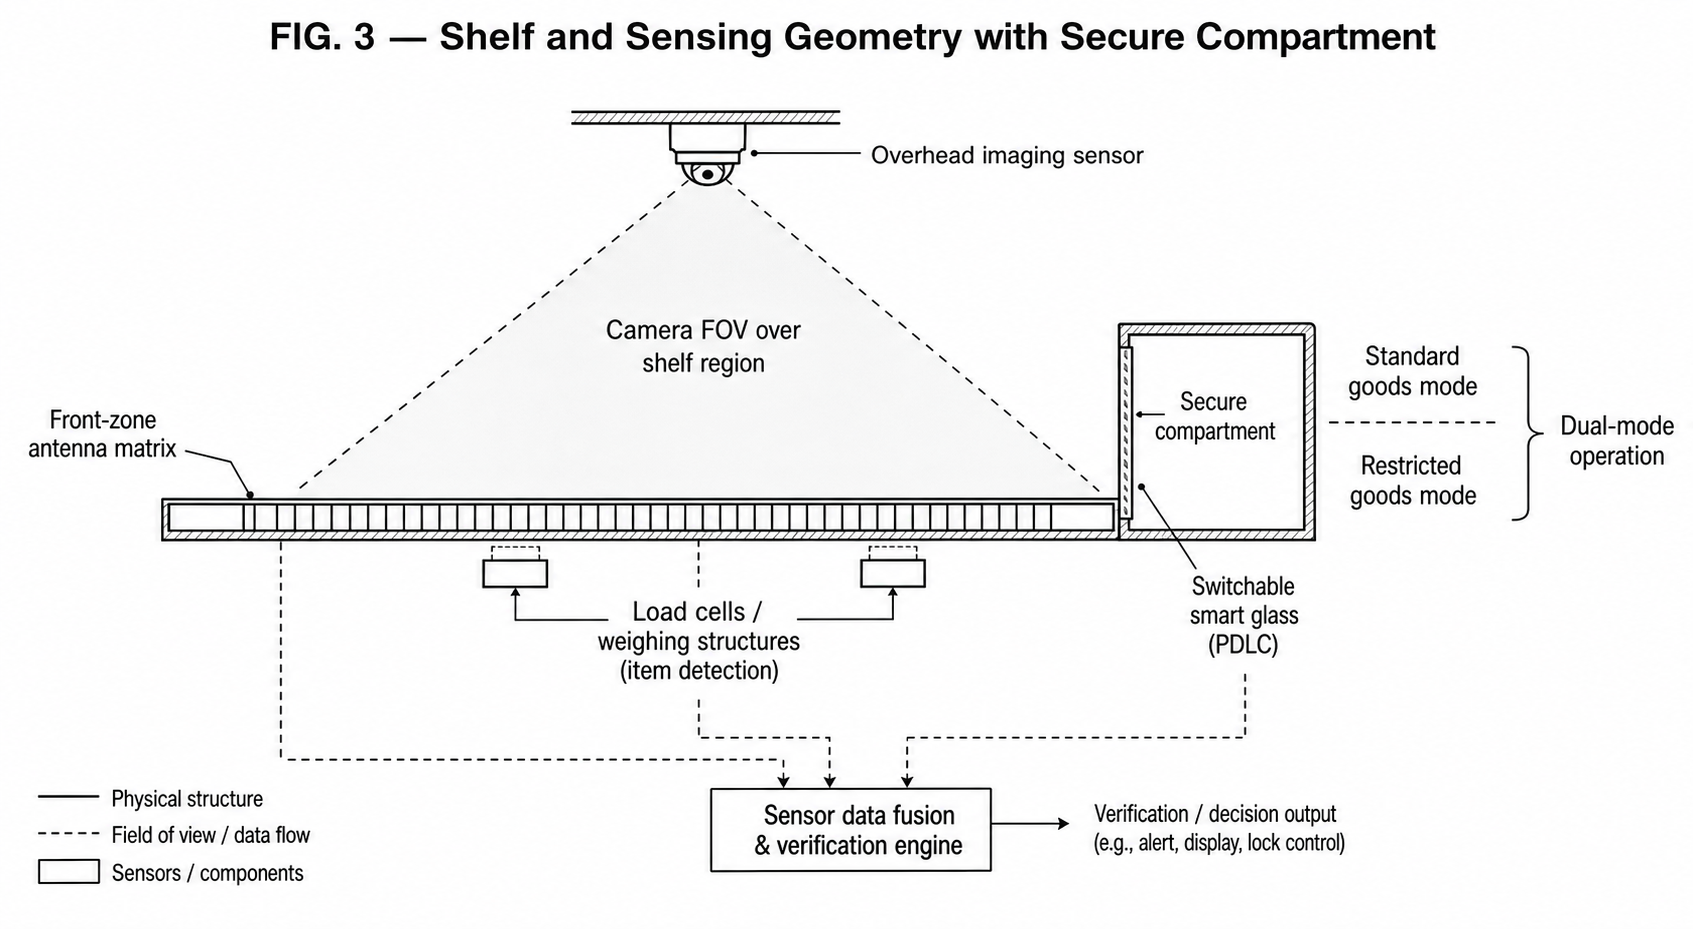 FIG. 3 — Shelf and Sensing Geometry with Secure Compartment
Overhead imaging sensor
Camera FOV over
shelf region
Front-zone
antenna matrix
Secure
compartment
Standard
goods mode
Restricted
goods mode
Dual-mode
operation
Load cells /
weighing structures
(item detection)
Switchable
smart glass
(PDLC)
Physical structure
Field of view / data flow
Sensors / components
Sensor data fusion
& verification engine
Verification / decision output
(e.g., alert, display, lock control)